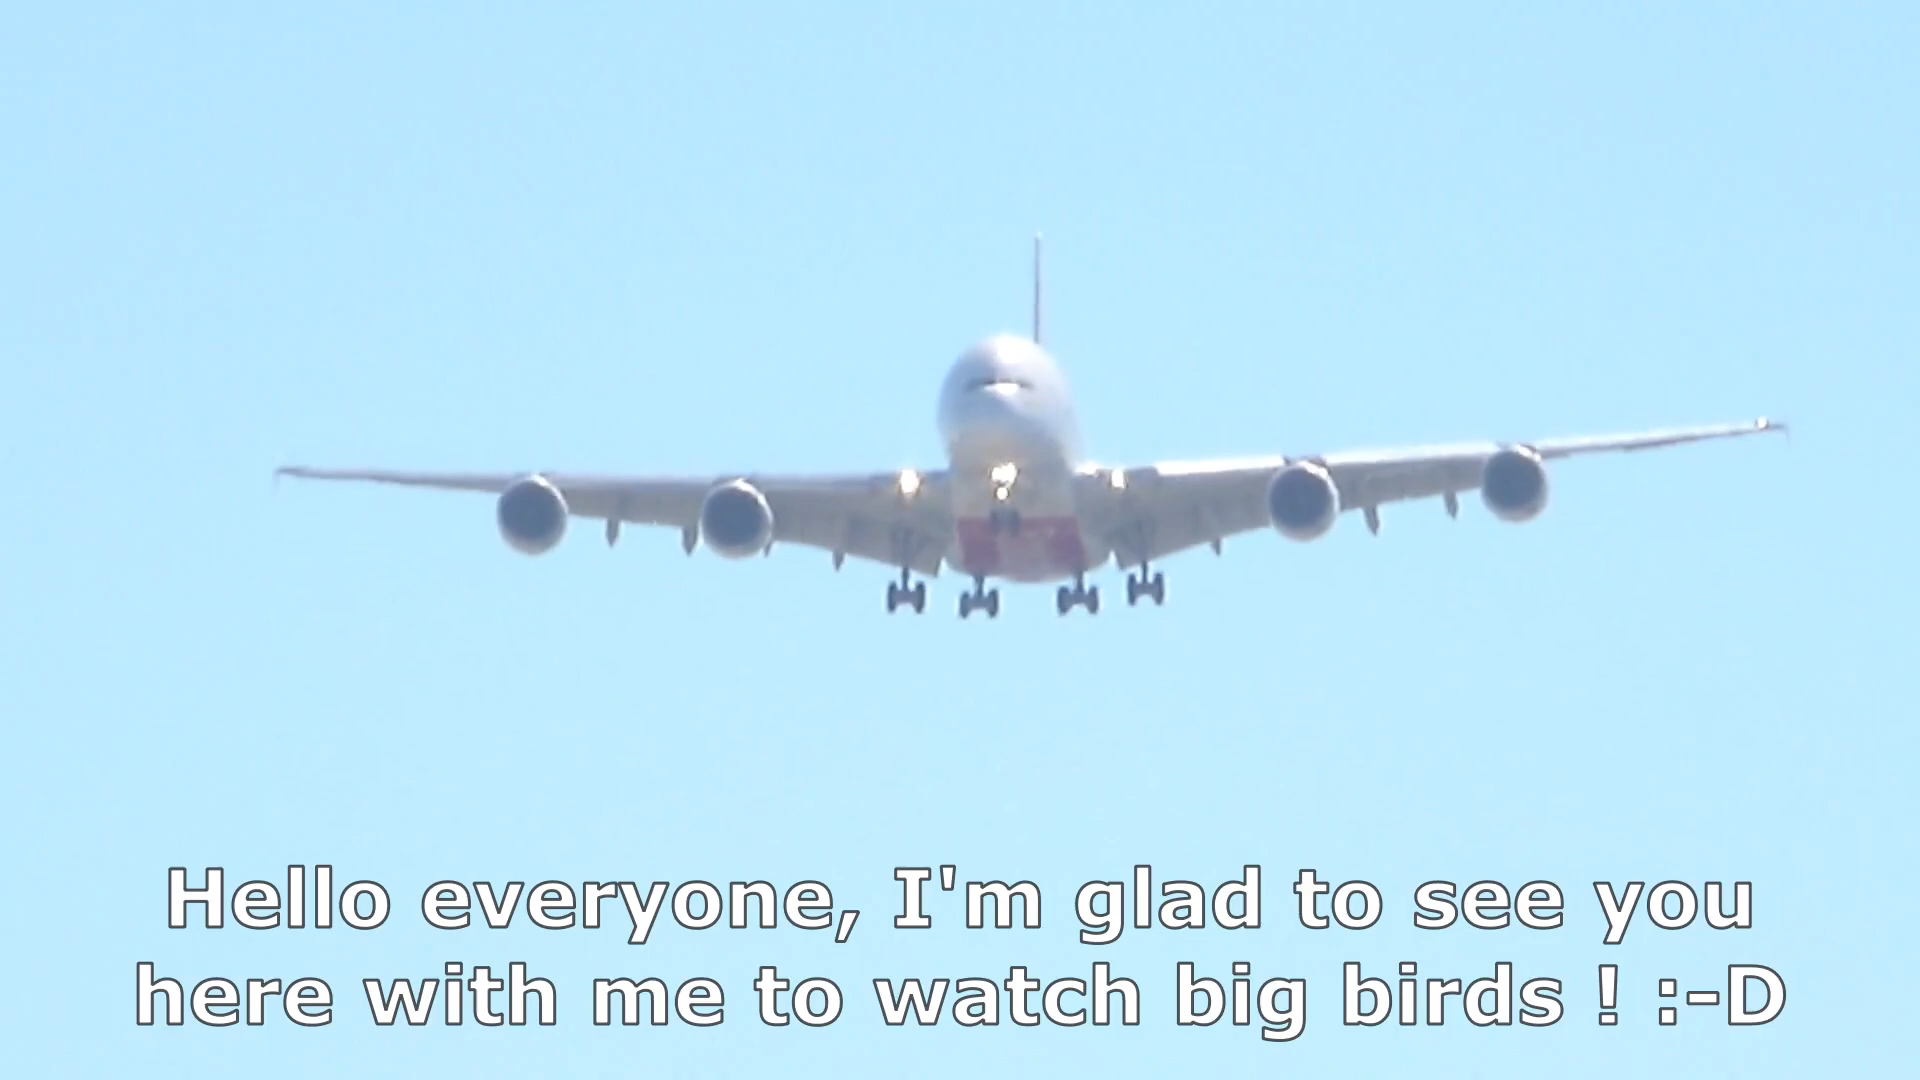 Hello everyone, I'm glad to see you
here with me to watch big birds ! :-D